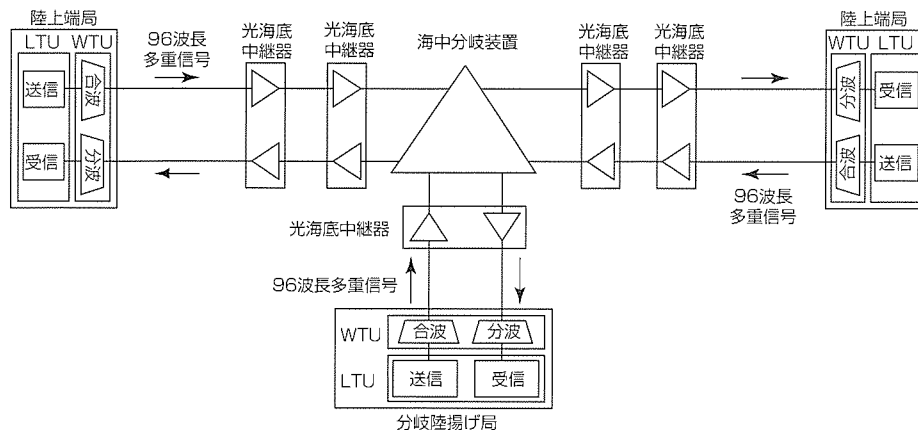 陸上端局
LTU WTU
送信
合波
受信
分波
96波長
多重信号
光海底
中継器
光海底
中継器
海中分岐装置
光海底
中継器
光海底
中継器
陸上端局
WTU LTU
分波
受信
合波
送信
96波長
多重信号
光海底中継器
96波長多重信号
WTU
合波
分波
LTU
送信
受信
分岐陸揚げ局